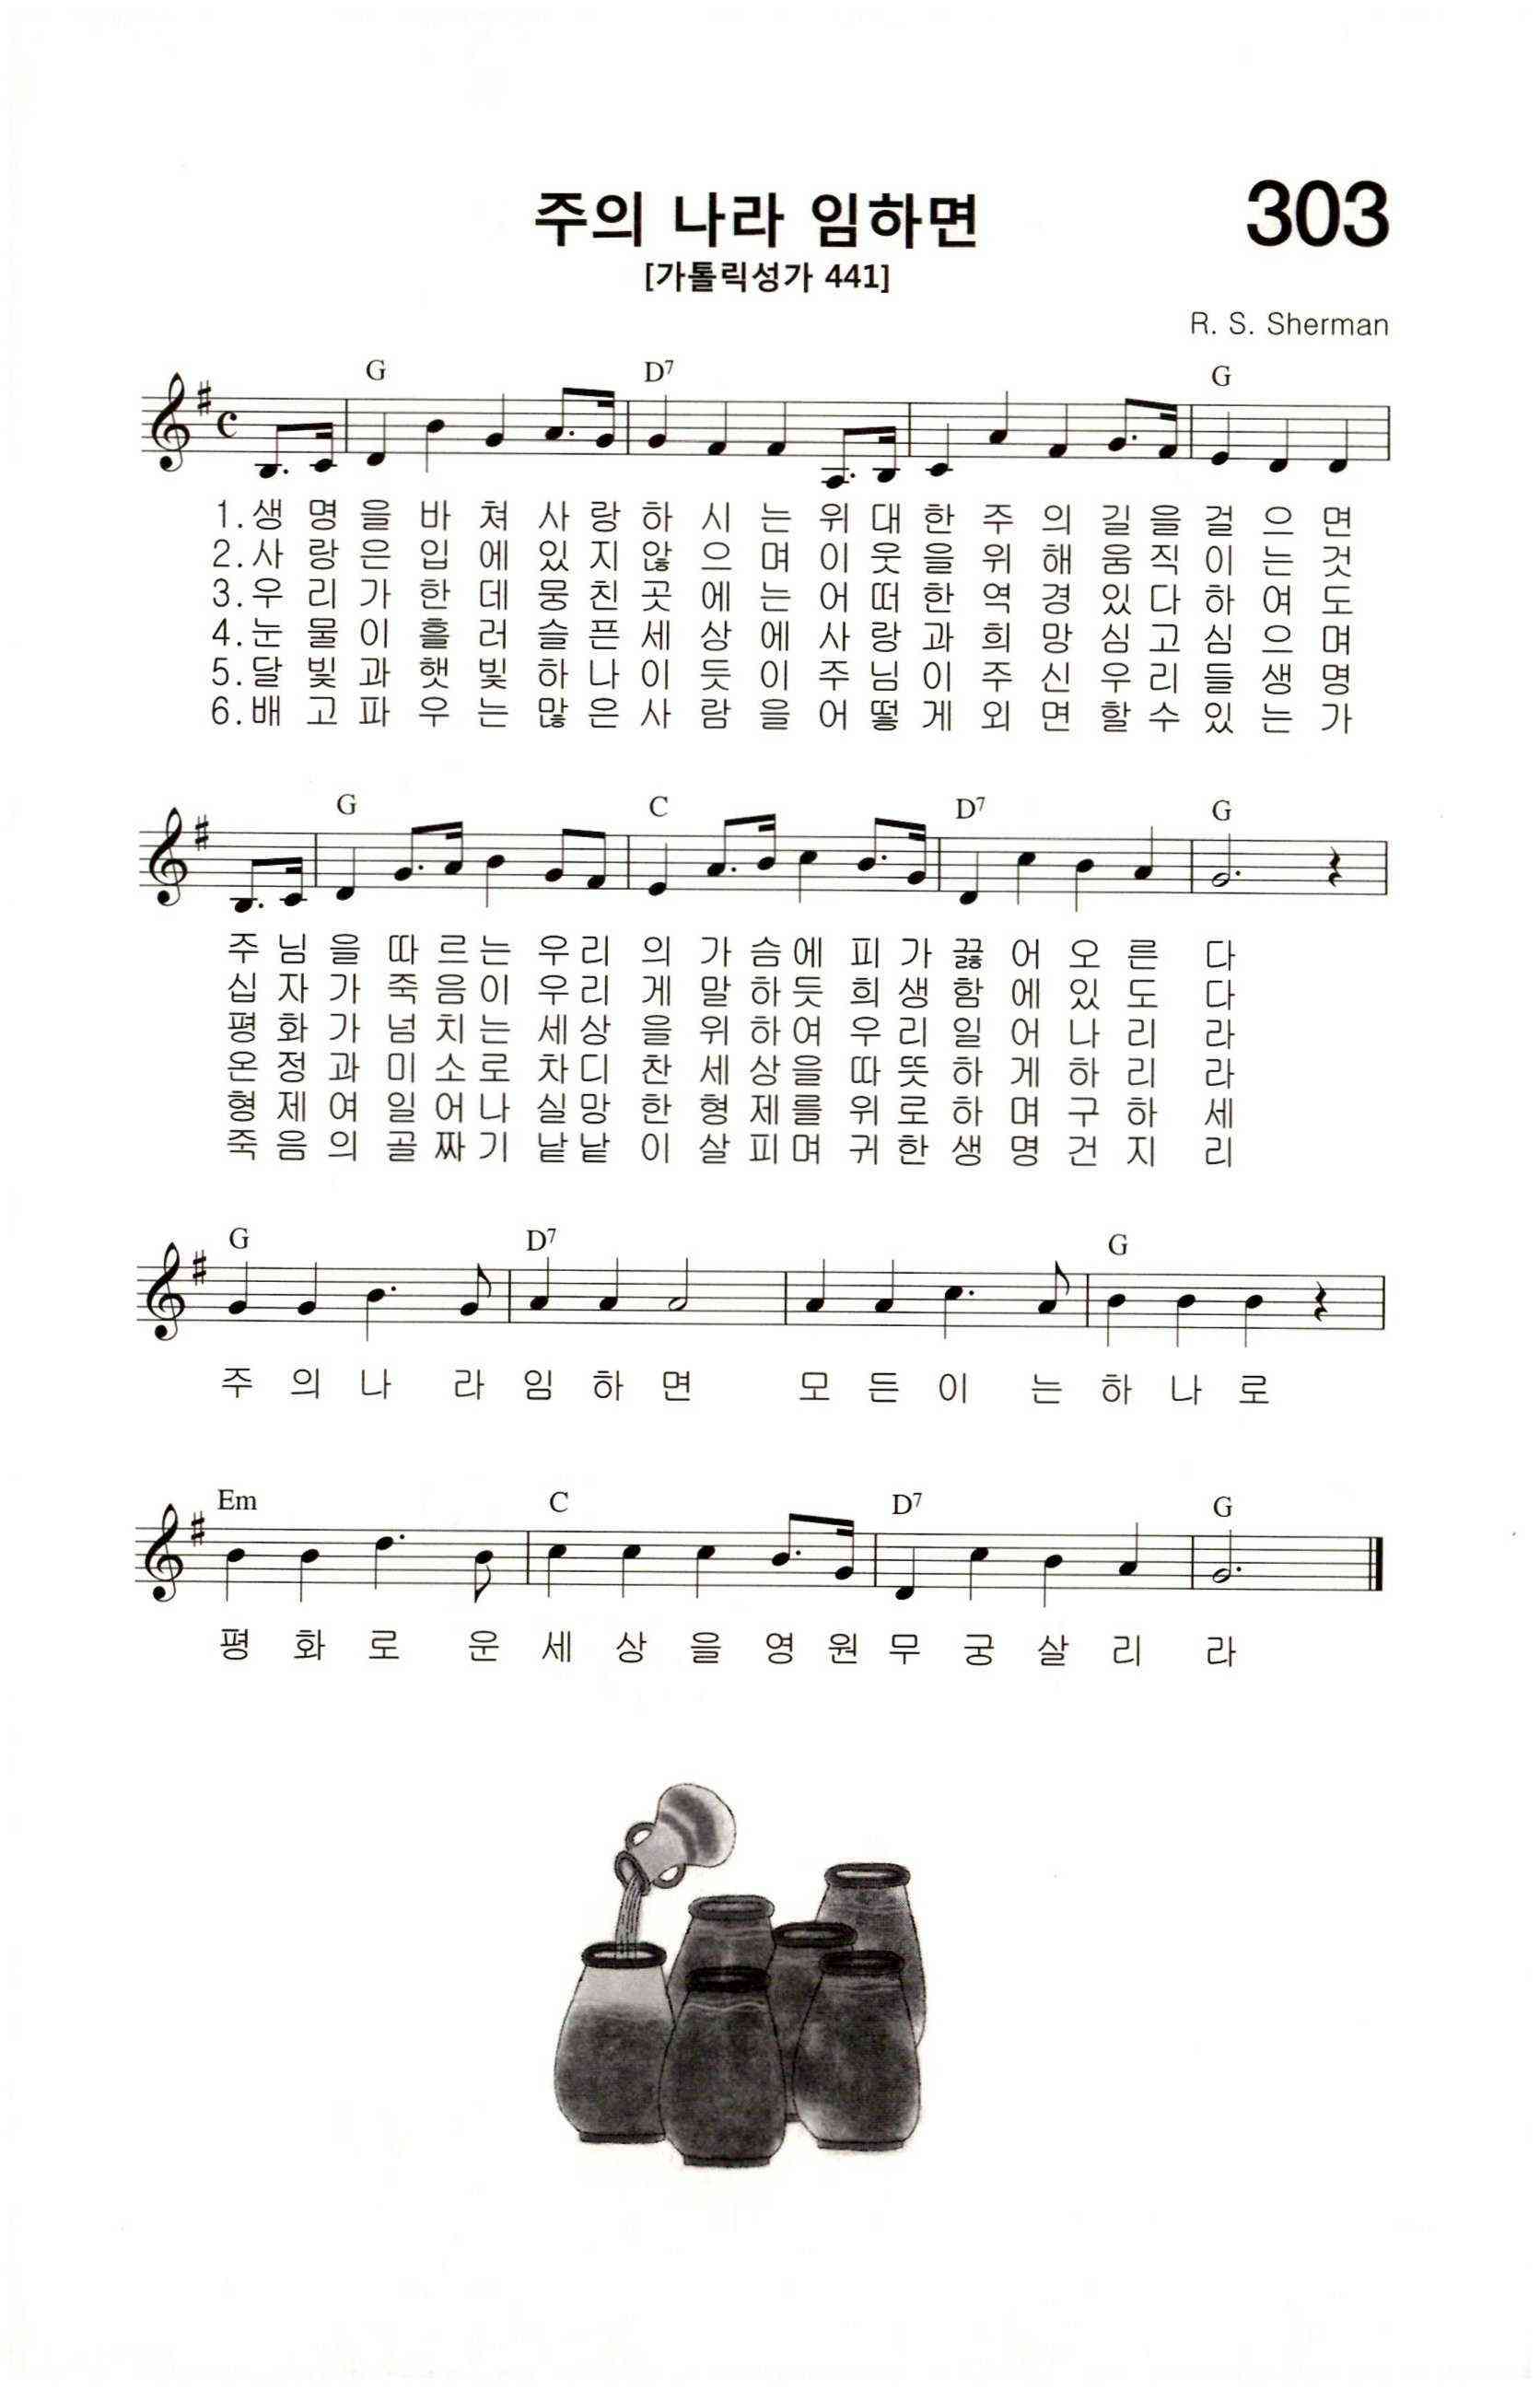 주의 나라 임하면
303
[가톨릭성가 441]
R. S. Sherman
G D7 G
1.생명을바쳐사랑하시는위대한주의길을걸으면
2.사랑은입에있지않으며이웃을위해움직이는것
3.우리가한데뭉친곳에는어떠한역경있다하여도
4.눈물이흘러슬픈세상에사랑과희망심고심으며
5.달빛과햇빛하나이듯이주님이주신우리들생명
6.배고파우는많은사람을어떻게외면할수있는가
G C D7 G
주님을따르는우리의가슴에피가끓어오른다
십자가죽음이우리게말하듯희생함에있도다
평화가넘치는세상을위하여우리일어나리라
온정과미소로차디찬세상을따뜻하게하리라
형제여일어나실망한형제를위로하며구하세
죽음의골짜기낱낱이살피며귀한생명건지리
G D7 G
주의나라임하면 모든이는하나로
Em C D7 G
평화로운세상을영원무궁살리라